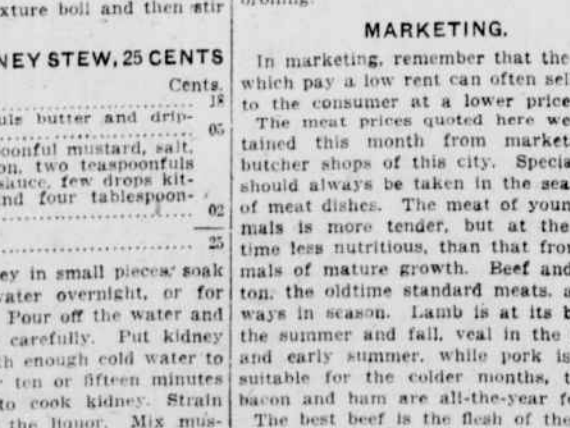 xture boil and then stir
NEY STEW, 25 CENTS
Cents.
18
uls butter and drip-
05
oonful mustard, salt,
on, two teaspoonfuls
sauce, few drops kit-
nd four tablespoon-
02
25
ey in small pieces, soak
vater overnight, or for
Pour off the water and
carefully. Put kidney
th enough cold water to
ten or fifteen minutes
to cook kidney. Strain
the liquor. Mix mus-
MARKETING.
In marketing, remember that the
which pay a low rent can often sel
to the consumer at a lower price
The meat prices quoted here we
tained this month from market
butcher shops of this city. Specia
should always be taken in the sea
of meat dishes. The meat of youn
mals is more tender, but at the
time less nutritious, than that from
mals of mature growth. Beef and
ton, the oldtime standard meats, a
ways in season. Lamb is at its b
the summer and fall, veal in the
and early summer, while pork is
suitable for the colder months, t
bacon and ham are all-the-year fo
The best beef is the flesh of the